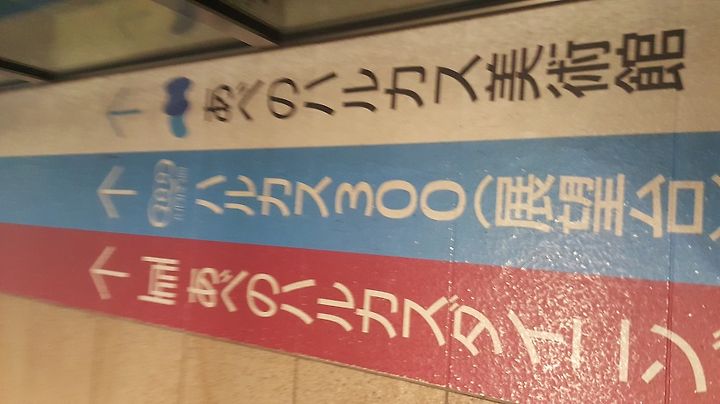 ↑ あべのハルカス美術館
↑ ハルカス300(展望台)
↑ あべのハルカスダイニン